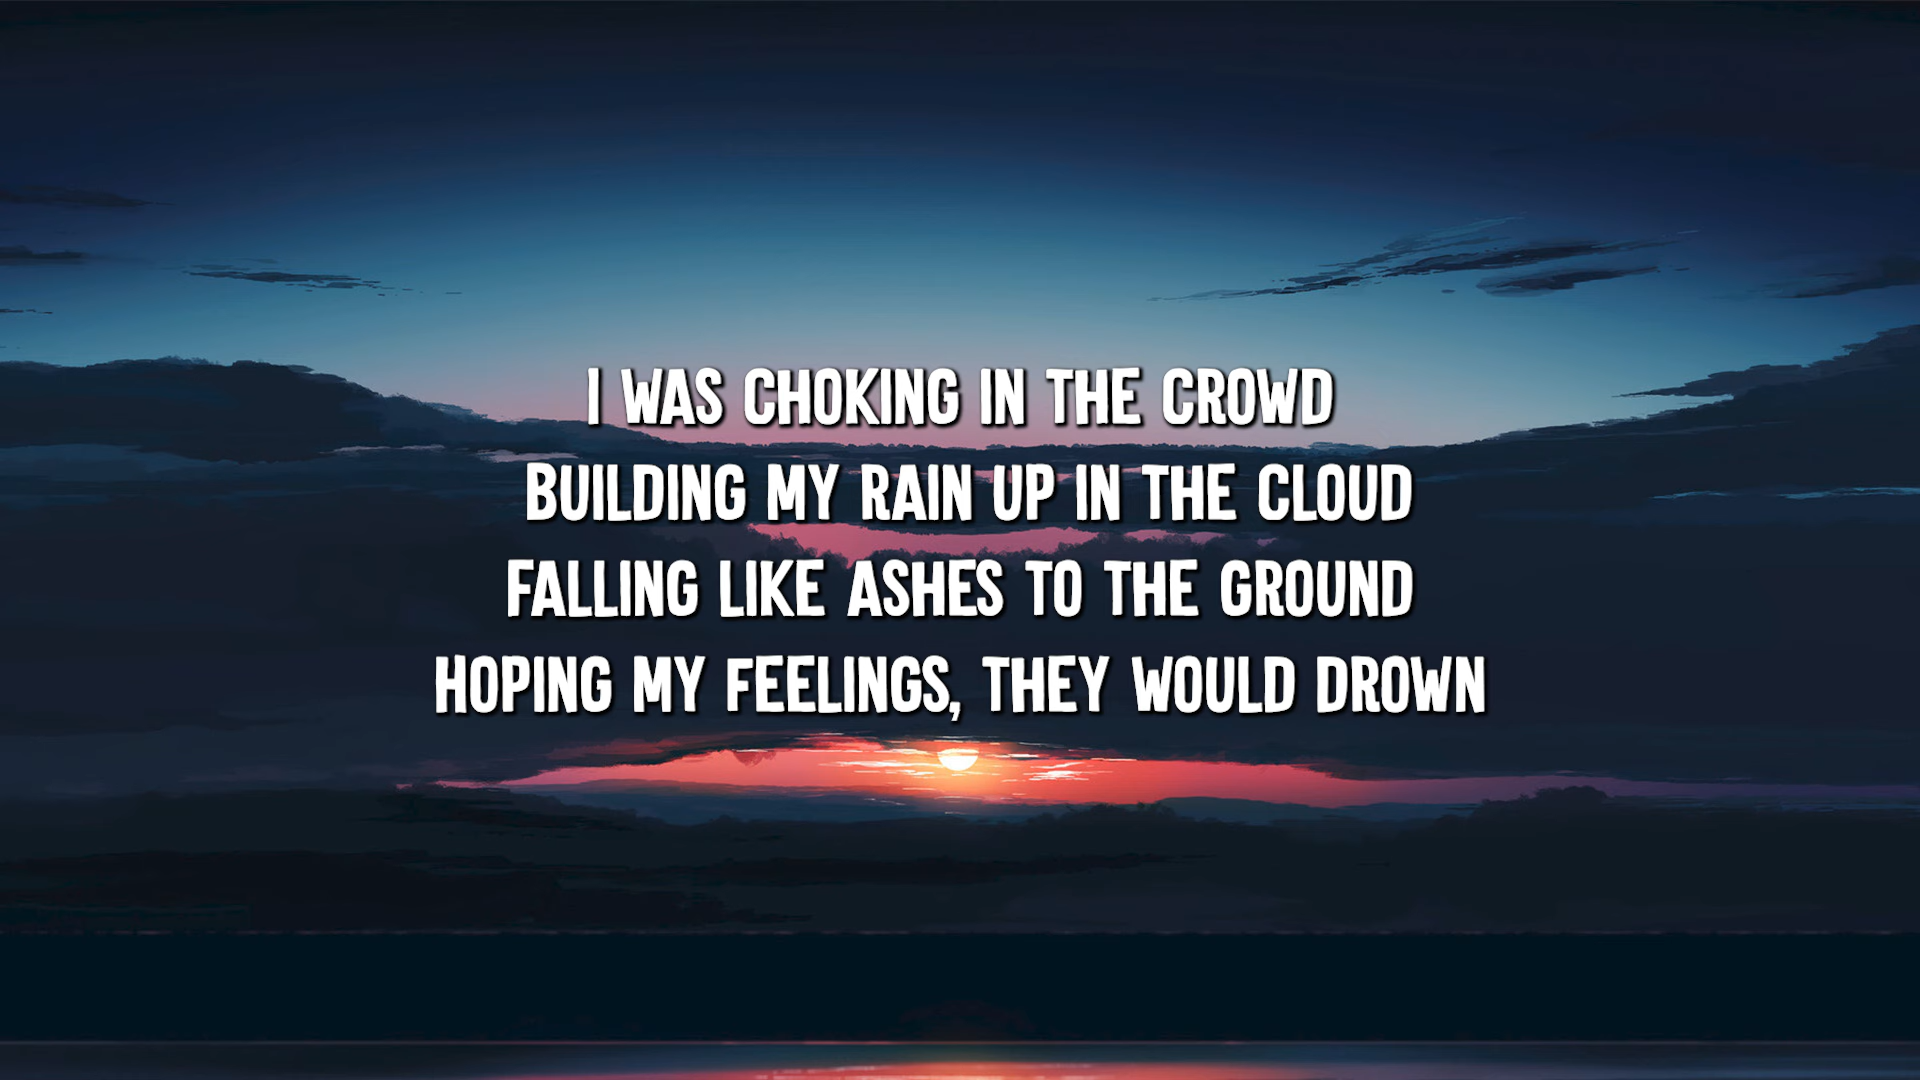 I WAS CHOKING IN THE CROWD
BUILDING MY RAIN UP IN THE CLOUD
FALLING LIKE ASHES TO THE GROUND
HOPING MY FEELINGS, THEY WOULD DROWN